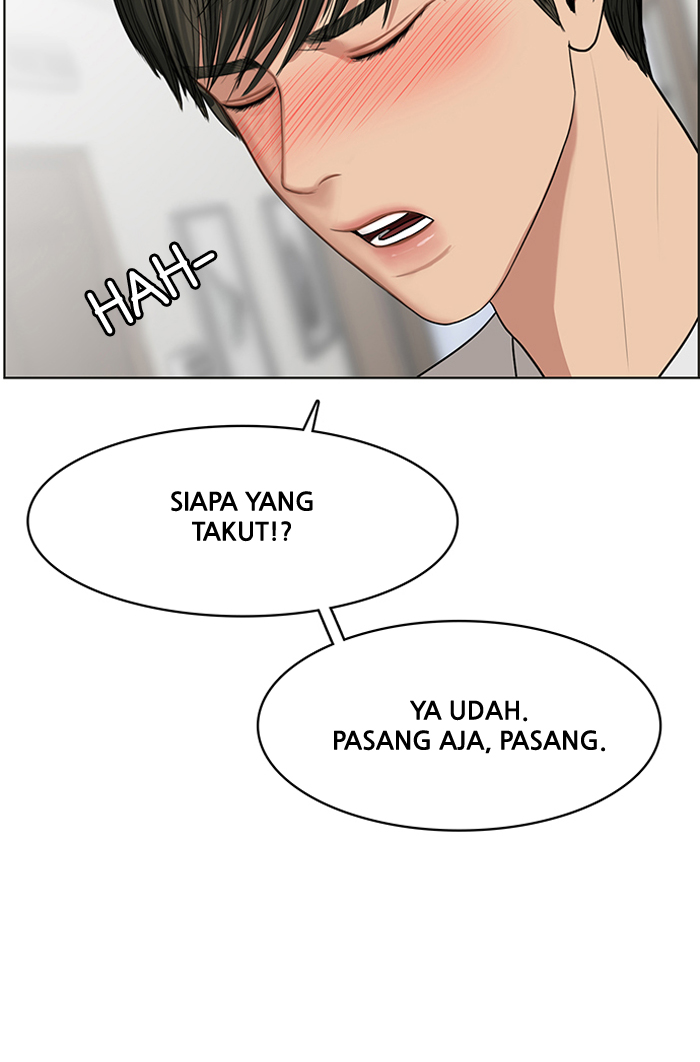 HAH-
SIAPA YANG
TAKUT!?
YA UDAH.
PASANG AJA, PASANG.